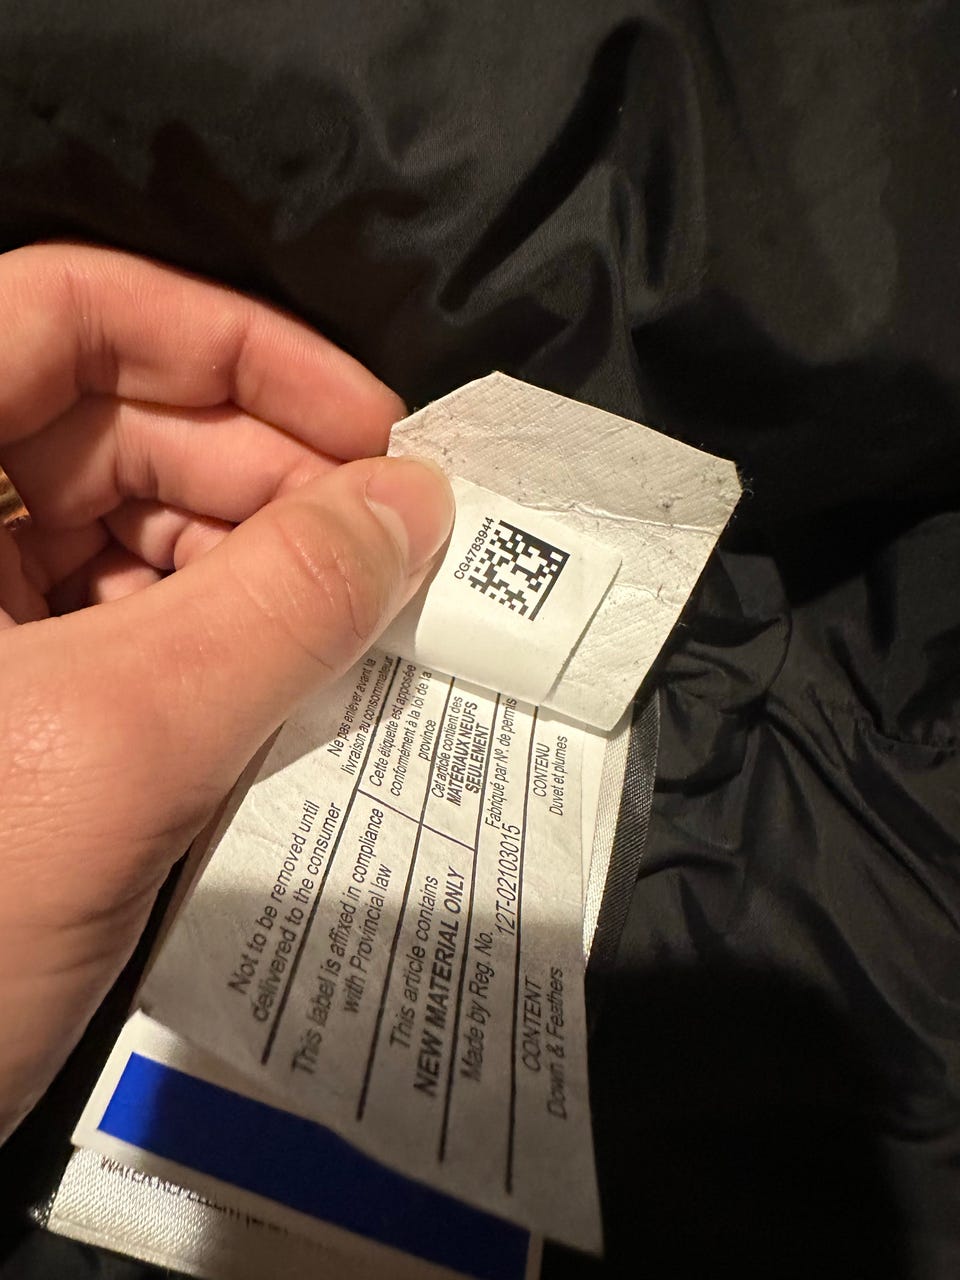 CG4783944
Ne pas enlever avant la
livraison au consommateur
Cette étiquette est apposée
conformément à la loi de la
province
Cet article contient des
MATÉRIAUX NEUFS
SEULEMENT
Fabriqué par Nº. de permis
CONTENU
Duvet et plumes
Not to be removed until
delivered to the consumer
This label is affixed in compliance
with Provincial law
This article contains
NEW MATERIAL ONLY
Made by Reg. No.
12T-02103015
CONTENT
Down & Feathers